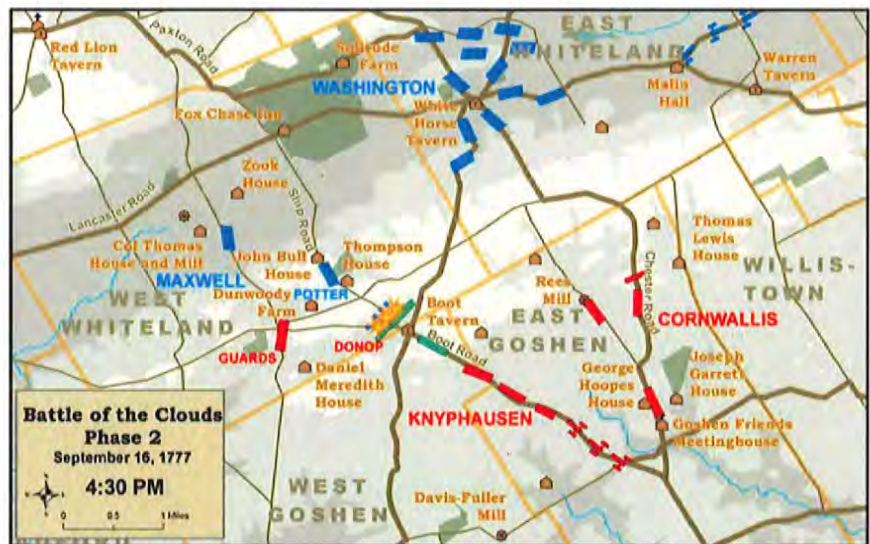 Red Lion
Tavern
Paxton Road
Solitude
Farm
EAST
WHITELAND
WASHINGTON
White
Horse
Tavern
Malin
Hall
Warren
Tavern
Fox Chase Inn
Zook
House
Lancaster Road
Ship Road
Col Thomas
House and Mill
MAXWELL
John Bull
House
Thompson
House
Dunwoody
Farm
POTTER
WEST
WHITELAND
GUARDS
DONOP
Boot
Tavern
Boot Road
Daniel
Meredith
House
Rees
Mill
EAST
GOSHEN
Chester Road
Thomas
Lewis
House
WILLIS-
TOWN
CORNWALLIS
George
Hoopes
House
Joseph
Garrett
House
Goshen Friends
Meetinghouse
KNYPHAUSEN
WEST
GOSHEN
Davis-Fuller
Mill
Battle of the Clouds
Phase 2
September 16, 1777
4:30 PM
0 0.5 1 Miles